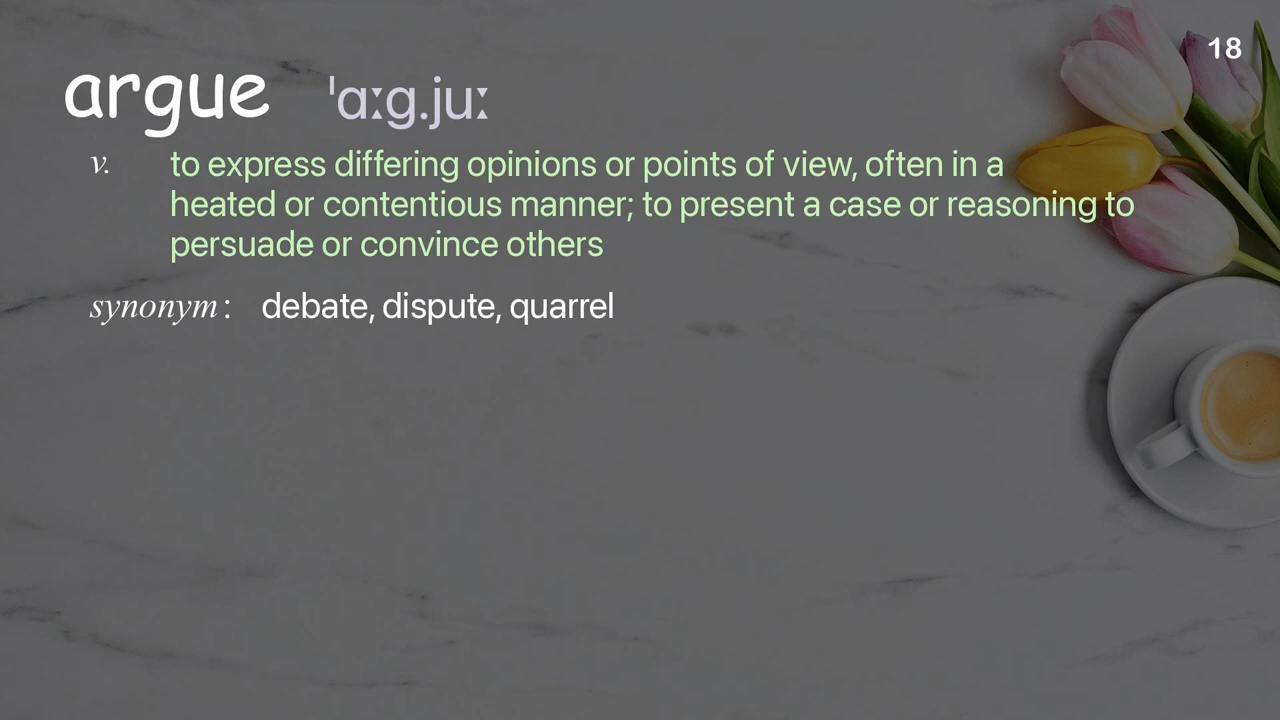 18
argue ˈɑːɡ.juː
v. to express differing opinions or points of view, often in a
heated or contentious manner; to present a case or reasoning to
persuade or convince others
synonym : debate, dispute, quarrel